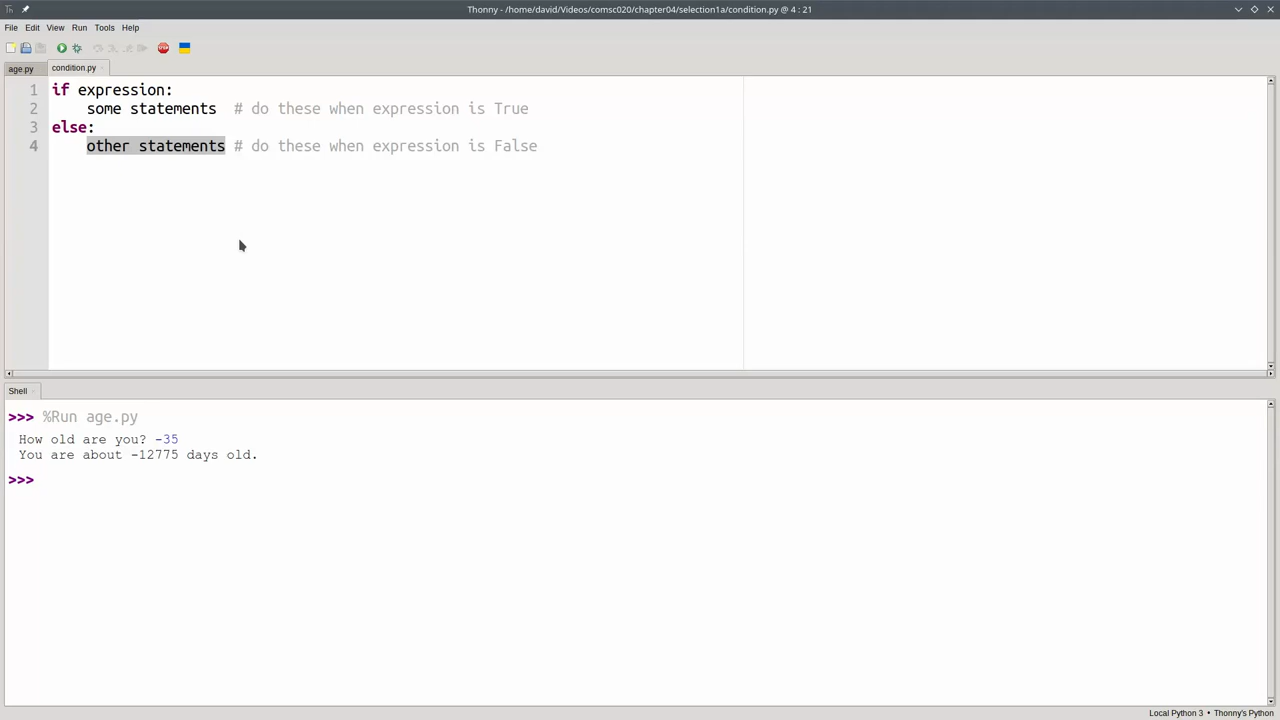 Thonny - /home/david/Videos/comsc020/chapter04/selection1a/condition.py @ 4 : 21
File Edit View Run Tools Help
STOP
age.py condition.py
1 if expression:
2 some statements # do these when expression is True
3 else:
4 other statements # do these when expression is False
Shell
>>> %Run age.py
How old are you? -35
You are about -12775 days old.
>>>
Local Python 3 • Thonny's Python